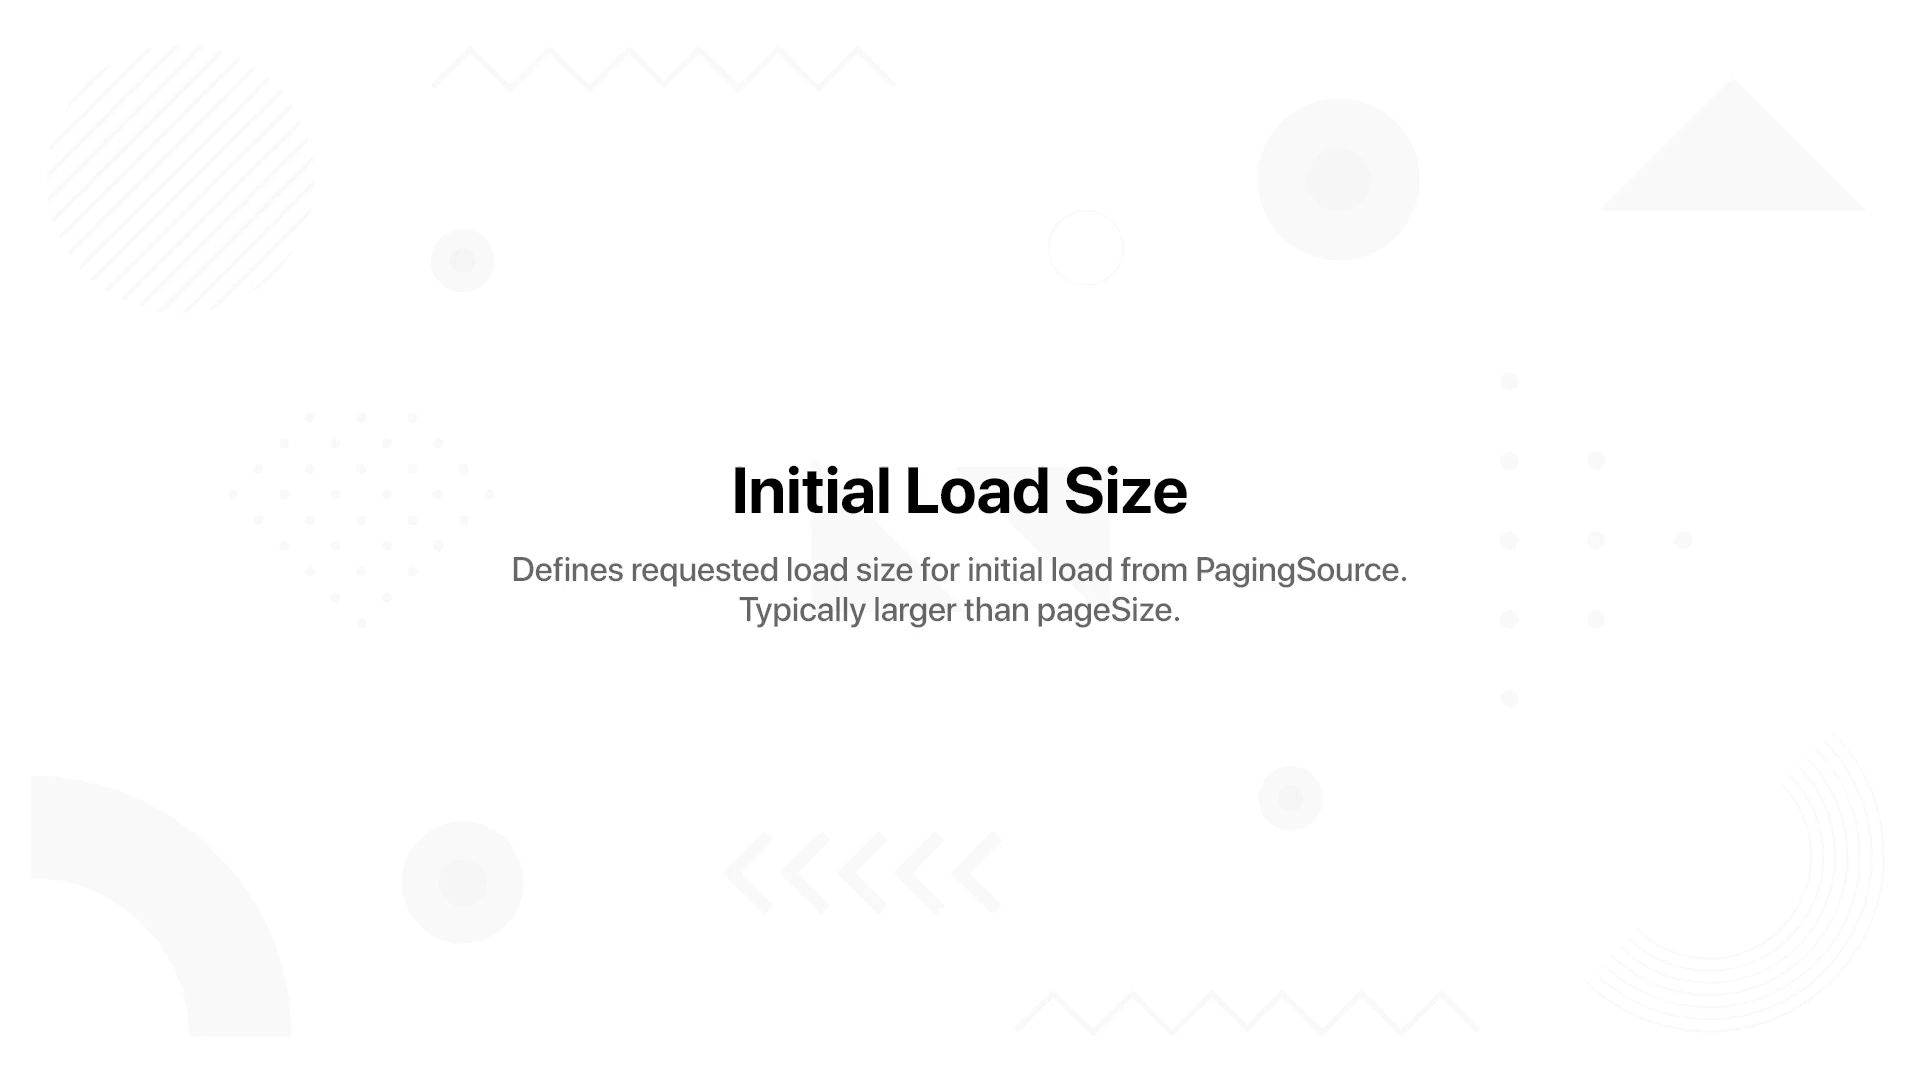 Initial Load Size
Defines requested load size for initial load from PagingSource.
Typically larger than pageSize.